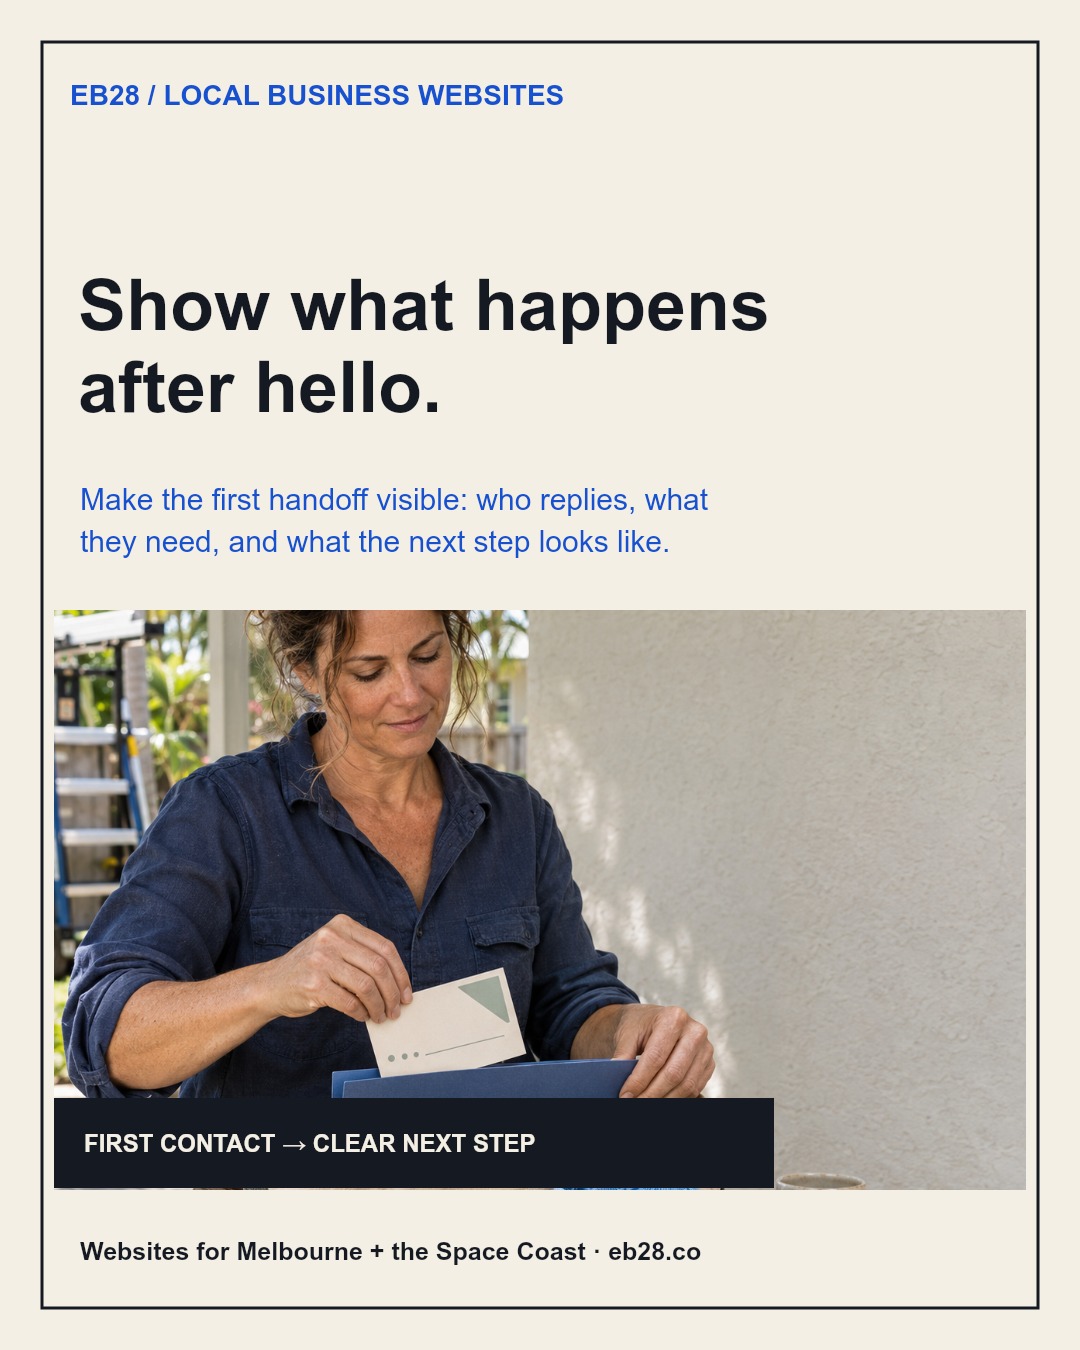 EB28 / LOCAL BUSINESS WEBSITES
Show what happens
after hello.
Make the first handoff visible: who replies, what
they need, and what the next step looks like.
FIRST CONTACT → CLEAR NEXT STEP
Websites for Melbourne + the Space Coast · eb28.co